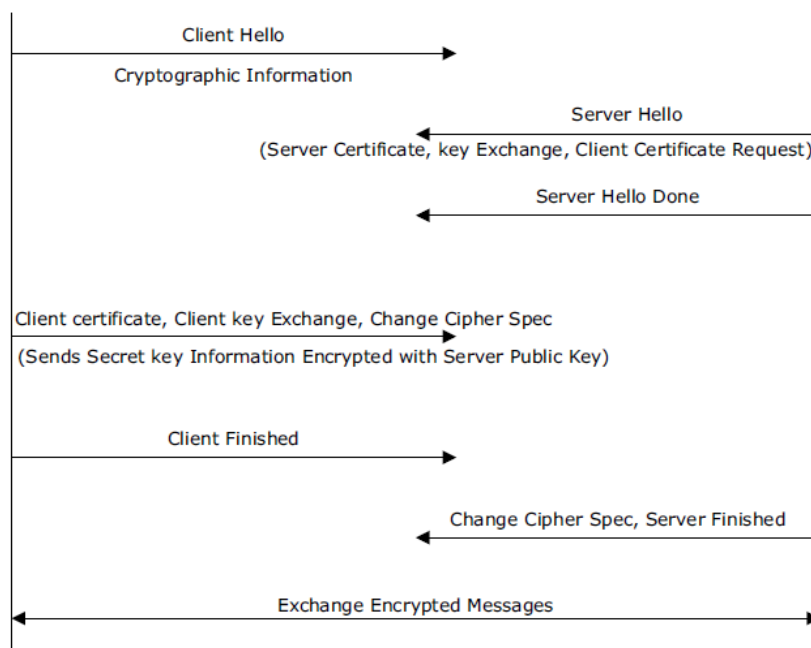 Client Hello
Cryptographic Information
Server Hello
(Server Certificate, key Exchange, Client Certificate Request)
Server Hello Done
Client certificate, Client key Exchange, Change Cipher Spec
(Sends Secret key Information Encrypted with Server Public Key)
Client Finished
Change Cipher Spec, Server Finished
Exchange Encrypted Messages